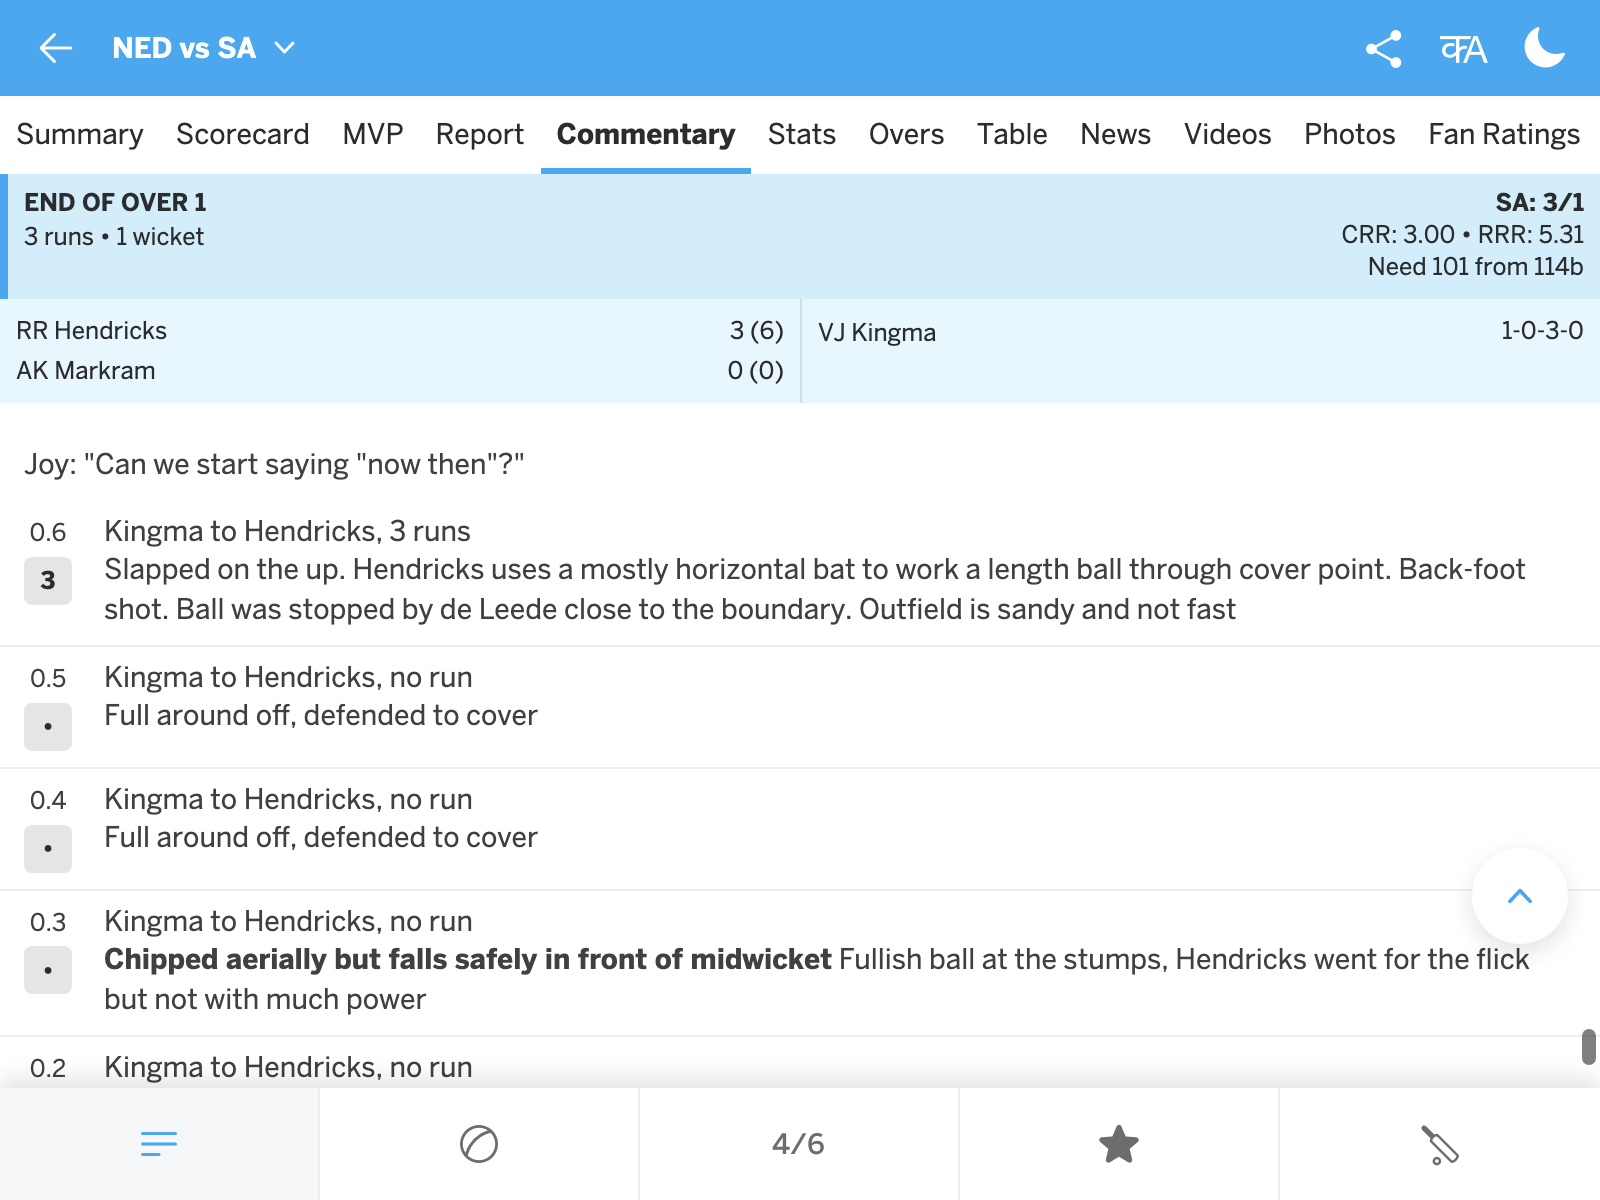 NED vs SA
कA
Summary Scorecard MVP Report Commentary Stats Overs Table News Videos Photos Fan Ratings
END OF OVER 1
3 runs • 1 wicket
SA: 3/1
CRR: 3.00 • RRR: 5.31
Need 101 from 114b
RR Hendricks 3 (6)
AK Markram 0 (0)
VJ Kingma 1-0-3-0
Joy: "Can we start saying "now then"?"
0.6 Kingma to Hendricks, 3 runs
3 Slapped on the up. Hendricks uses a mostly horizontal bat to work a length ball through cover point. Back-foot
shot. Ball was stopped by de Leede close to the boundary. Outfield is sandy and not fast
0.5 Kingma to Hendricks, no run
• Full around off, defended to cover
0.4 Kingma to Hendricks, no run
• Full around off, defended to cover
0.3 Kingma to Hendricks, no run
• Chipped aerially but falls safely in front of midwicket Fullish ball at the stumps, Hendricks went for the flick
but not with much power
0.2 Kingma to Hendricks, no run
4/6